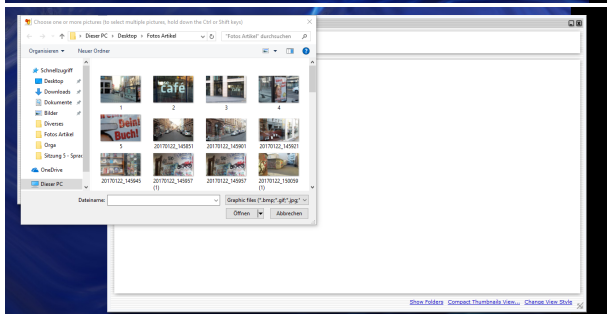 Choose one or more pictures (to select multiple pictures, hold down the Ctrl or Shift keys)
Dieser PC › Desktop › Fotos Artikel
"Fotos Artikel" durchsuchen
Organisieren
Neuer Ordner
Schnellzugriff
Desktop
Downloads
Dokumente
Bilder
Diverses
Fotos Artikel
Orga
Sitzung 5 - Sprac
OneDrive
Dieser PC
café
1
2
3
4
Dein
Buch!
5
20170122_145851
20170122_145901
20170122_145921
20170122_145945
20170122_145957 (1)
20170122_145957
20170122_150059 (1)
Dateiname:
Graphic files (*.bmp;*.gif;*.jpg;*
Öffnen
Abbrechen
Show Folders
Compact Thumbnails View...
Change View Style